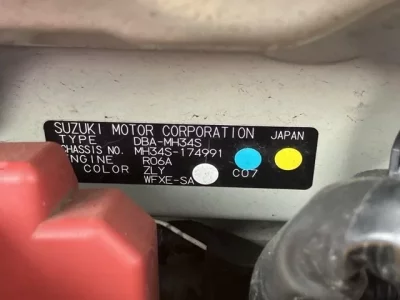 SUZUKI MOTOR CORPORATION JAPAN
TYPE DBA-MH34S
CHASSIS NO. MH34S-174991
ENGINE R06A
COLOR ZLY C07
WFXE-SA